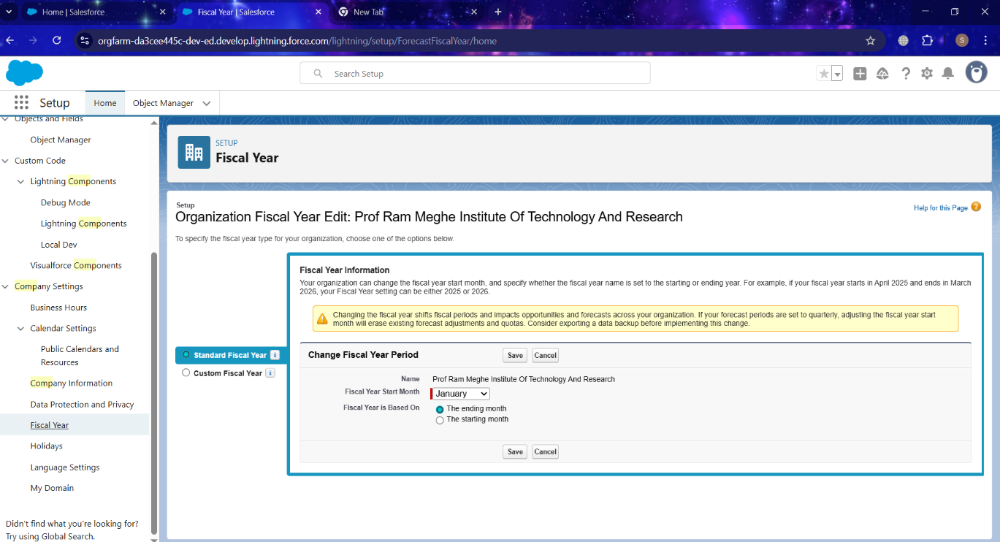 Home | Salesforce
Fiscal Year | Salesforce
New Tab
orgfarm-da3cee445c-dev-ed.develop.lightning.force.com/lightning/setup/ForecastFiscalYear/home
S
Search Setup
Setup
Home
Object Manager
Objects and Fields
Object Manager
Custom Code
Lightning Components
Debug Mode
Lightning Components
Local Dev
Visualforce Components
Company Settings
Business Hours
Calendar Settings
Public Calendars and
Resources
Company Information
Data Protection and Privacy
Fiscal Year
Holidays
Language Settings
My Domain
Didn't find what you're looking for?
Try using Global Search.
SETUP
Fiscal Year
Setup
Organization Fiscal Year Edit: Prof Ram Meghe Institute Of Technology And Research
Help for this Page ?
To specify the fiscal year type for your organization, choose one of the options below.
Standard Fiscal Year i
Custom Fiscal Year i
Fiscal Year Information
Your organization can change the fiscal year start month, and specify whether the fiscal year name is set to the starting or ending year. For example, if your fiscal year starts in April 2025 and ends in March
2026, your Fiscal Year setting can be either 2025 or 2026.
Changing the fiscal year shifts fiscal periods and impacts opportunities and forecasts across your organization. If your forecast periods are set to quarterly, adjusting the fiscal year start
month will erase existing forecast adjustments and quotas. Consider exporting a data backup before implementing this change.
Change Fiscal Year Period
Save Cancel
Name Prof Ram Meghe Institute Of Technology And Research
Fiscal Year Start Month January
Fiscal Year is Based On The ending month
The starting month
Save Cancel